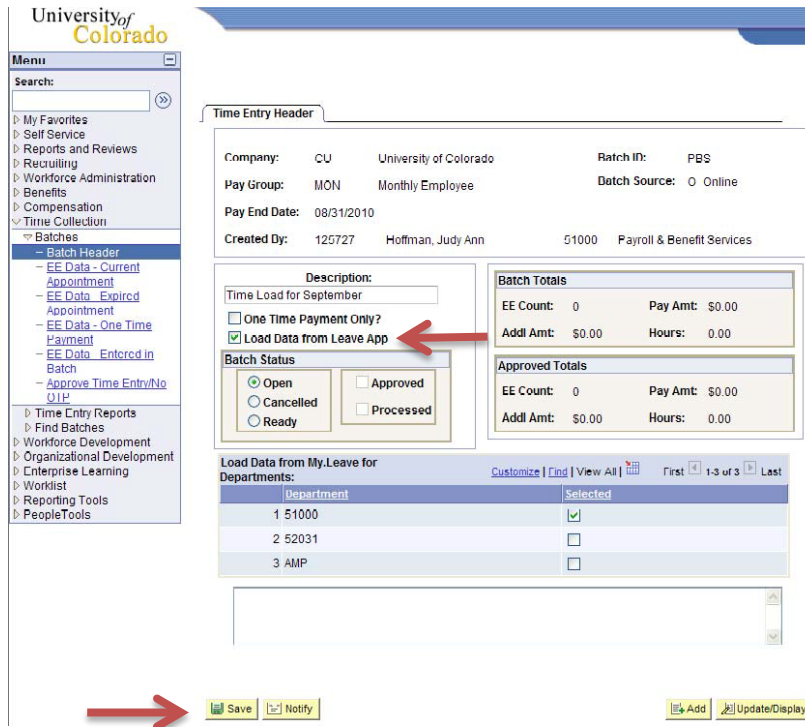 University of
Colorado
Menu
Search:
My Favorites
Self Service
Reports and Reviews
Recruiting
Workforce Administration
Benefits
Compensation
Time Collection
Batches
– Batch Header
– EE Data - Current
Appointment
– EE Data Expired
Appointment
– EE Data - One Time
Payment
– EE Data Entered in
Batch
– Approve Time Entry/No
OTP
Time Entry Reports
Find Batches
Workforce Development
Organizational Development
Enterprise Learning
Worklist
Reporting Tools
PeopleTools
Time Entry Header
Company: CU University of Colorado Batch ID: PBS
Pay Group: MON Monthly Employee Batch Source: O Online
Pay End Date: 08/31/2010
Created By: 125727 Hoffman, Judy Ann 51000 Payroll & Benefit Services
Description:
Time Load for September
One Time Payment Only?
Load Data from Leave App
Batch Status
Open
Cancelled
Ready
Approved
Processed
Batch Totals
EE Count: 0 Pay Amt: $0.00
Addl Amt: $0.00 Hours: 0.00
Approved Totals
EE Count: 0 Pay Amt: $0.00
Addl Amt: $0.00 Hours: 0.00
Load Data from My.Leave for
Departments:
Customize | Find | View All | First 1-3 of 3 Last
Department Selected
1 51000
2 52031
3 AMP
Save Notify Add Update/Display